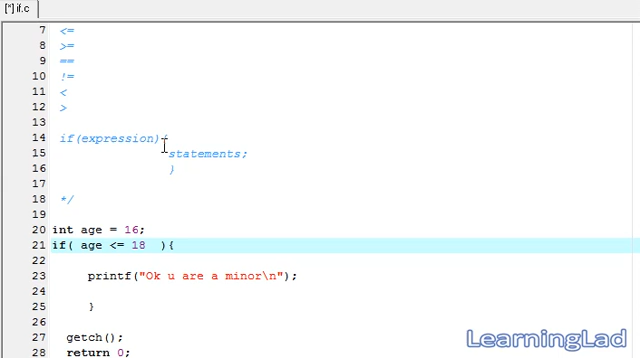 [*] if.c
7 <=
8 >=
9 ==
10 !=
11 <
12 >
13
14 if(expression){
15 statements;
16 }
17
18 */
19
20 int age = 16;
21 if( age <= 18 ){
22
23 printf("Ok u are a minor\n");
24
25 }
26
27 getch();
28 return 0;
LearningLad